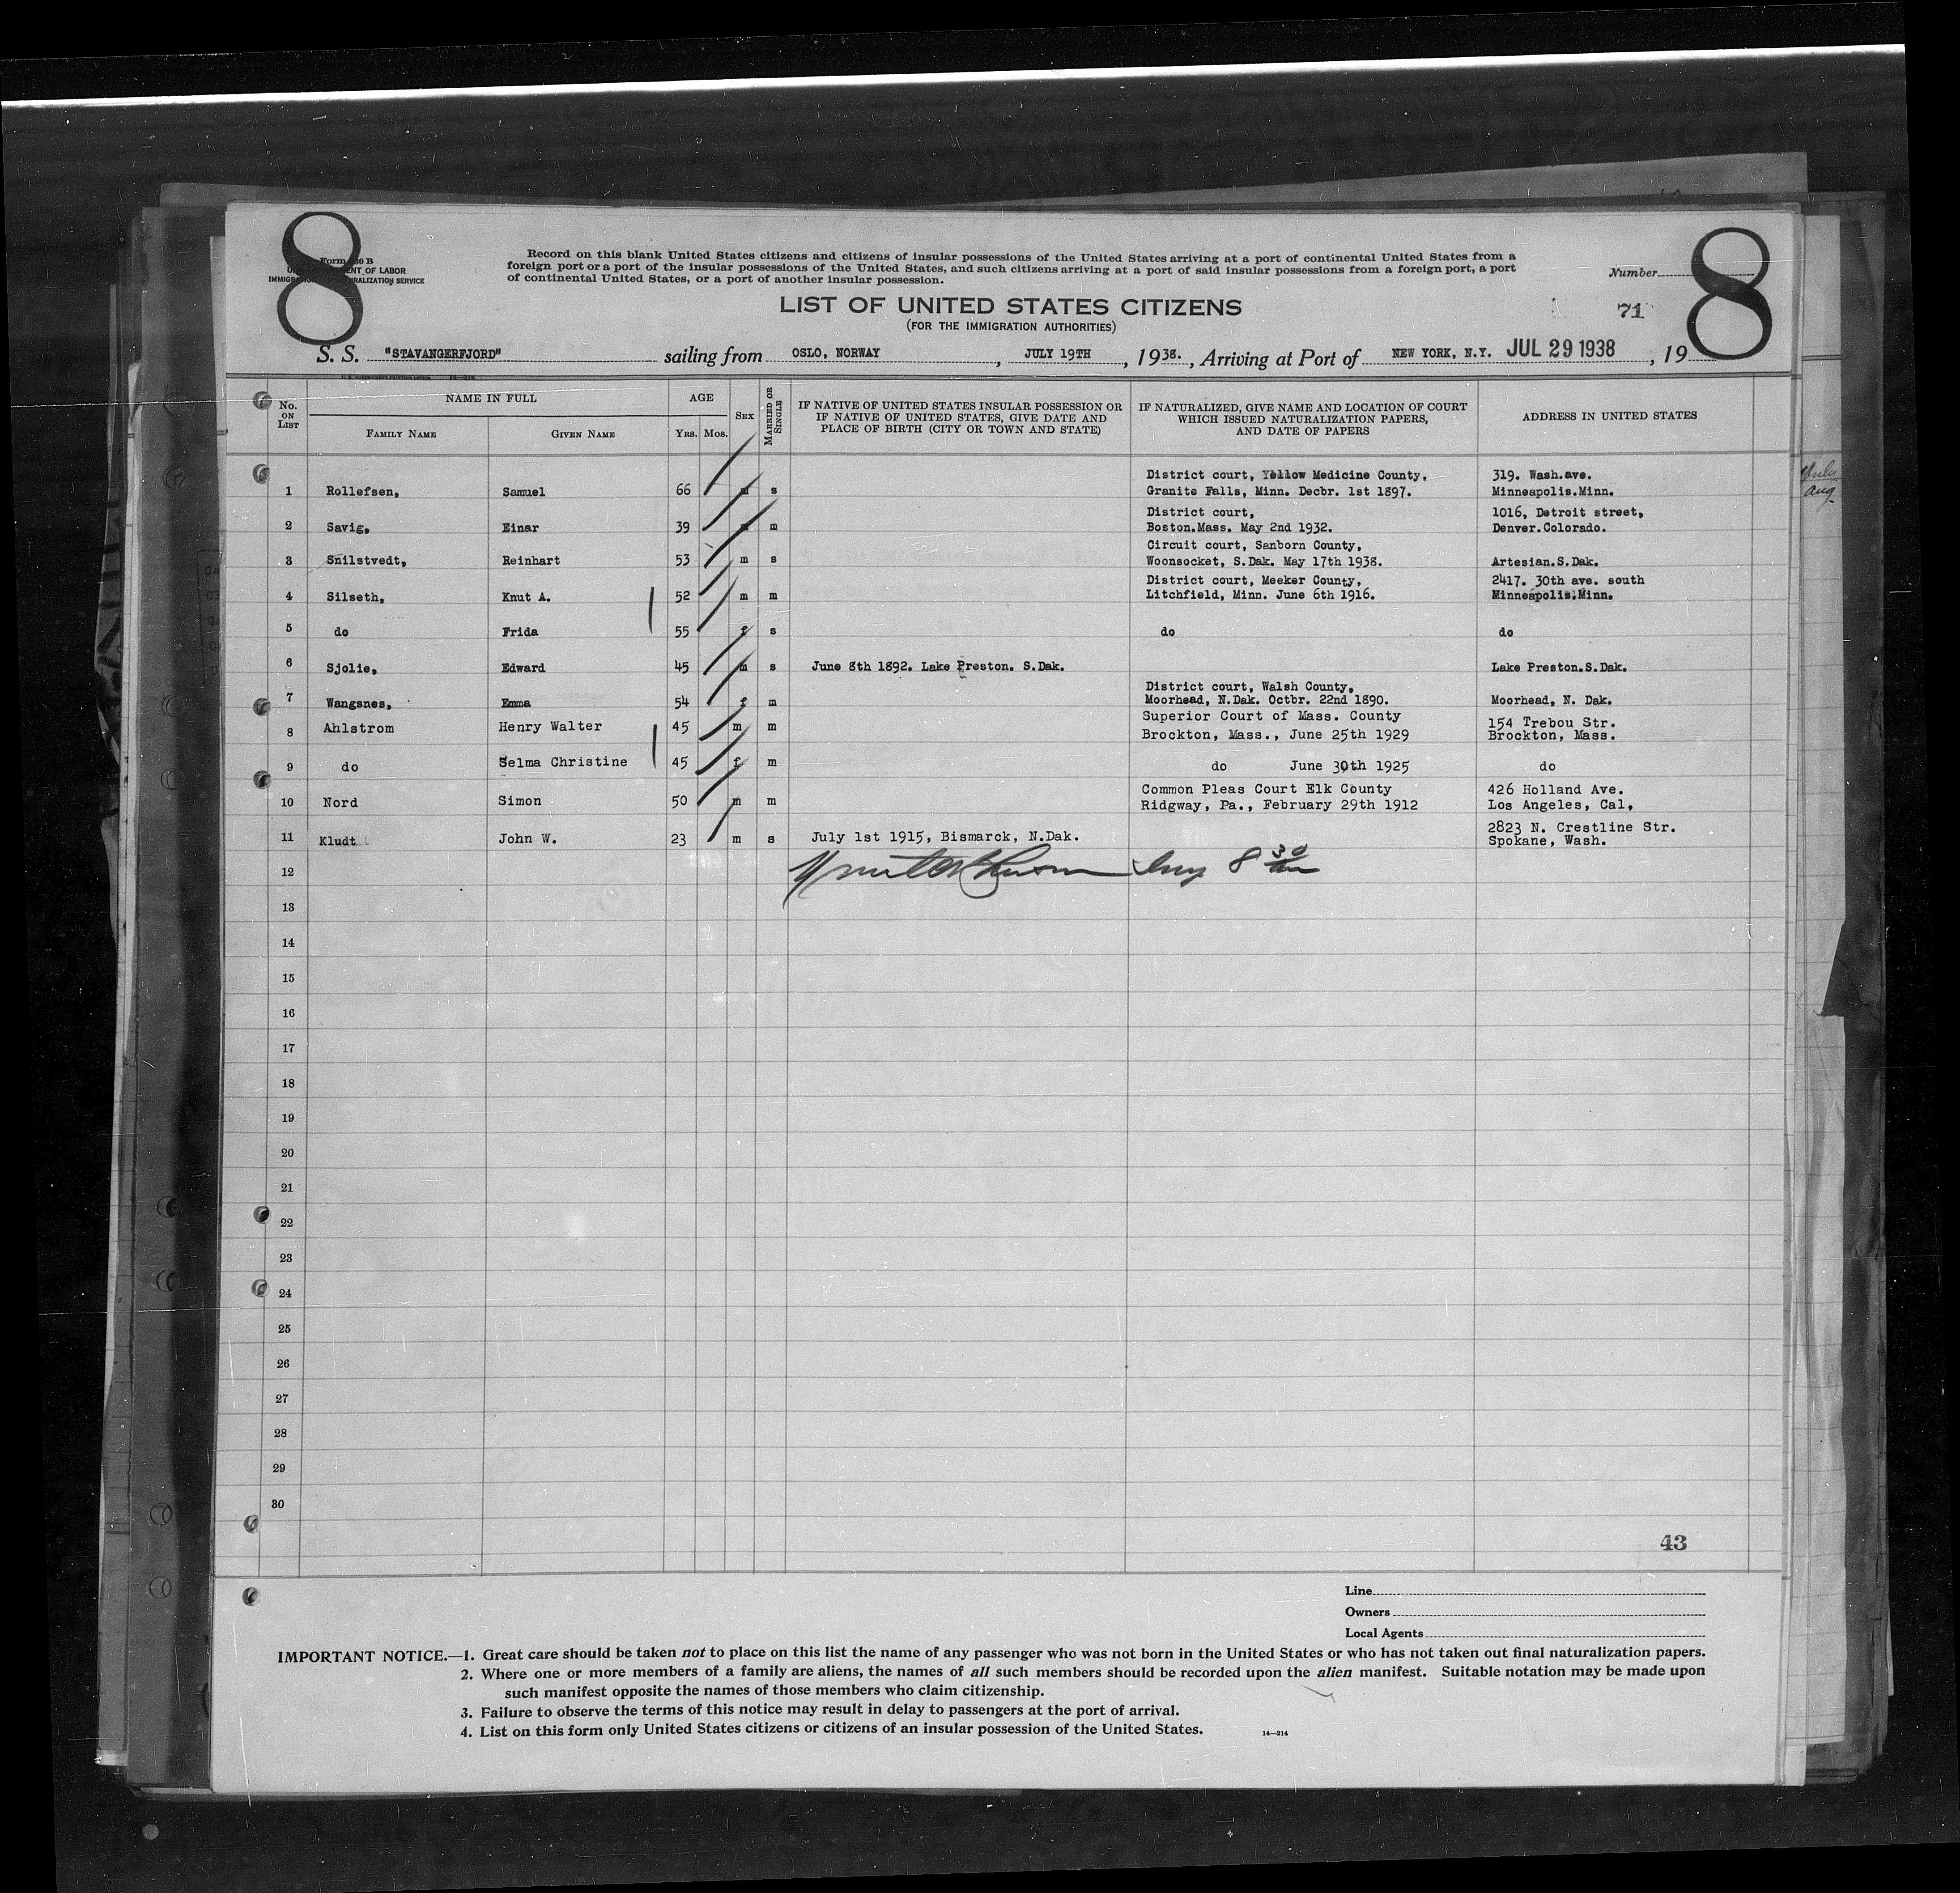 8
8
Record on this blank United States citizens and citizens of insular possessions of the United States arriving at a port of continental United States from a
foreign port or a port of the insular possessions of the United States, and such citizens arriving at a port of said insular possessions from a foreign port, a port
of continental United States, or a port of another insular possession.
Form 630 B
OF LABOR
IMMIGRATION NATURALIZATION SERVICE
Number
LIST OF UNITED STATES CITIZENS
(FOR THE IMMIGRATION AUTHORITIES)
71
S. S. "STAVANGERFJORD" sailing from OSLO, NORWAY, JULY 19TH, 1938., Arriving at Port of NEW YORK, N.Y. JUL 29 1938, 19
No. ON LIST
NAME IN FULL
FAMILY NAME
GIVEN NAME
AGE
YRS. MOS.
SEX
MARRIED OR SINGLE
IF NATIVE OF UNITED STATES INSULAR POSSESSION OR
IF NATIVE OF UNITED STATES, GIVE DATE AND
PLACE OF BIRTH (CITY OR TOWN AND STATE)
IF NATURALIZED, GIVE NAME AND LOCATION OF COURT
WHICH ISSUED NATURALIZATION PAPERS,
AND DATE OF PAPERS
ADDRESS IN UNITED STATES
District court, Yellow Medicine County, 319. Wash.ave.
1 Rollefsen, Samuel 66 m s Granite Falls, Minn. Decbr. 1st 1897. Minneapolis.Minn.
District court, 1016, Detroit street,
2 Savig, Einar 39 m m Boston.Mass. May 2nd 1932. Denver.Colorado.
Circuit court, Sanborn County,
3 Snilstvedt, Reinhart 53 m s Woonsocket, S.Dak. May 17th 1938. Artesian.S.Dak.
District court, Meeker County, 2417. 30th ave. south
4 Silseth, Knut A. 52 m m Litchfield, Minn. June 6th 1916. Minneapolis.Minn.
5 do Frida 55 f s do do
6 Sjolie, Edward 45 m s June 8th 1892. Lake Preston. S.Dak. Lake Preston.S.Dak.
District court, Walsh County,
7 Wangsnes, Emma 54 f m Moorhead, N.Dak. Octbr. 22nd 1890. Moorhead, N. Dak.
Superior Court of Mass. County 154 Trebou Str.
8 Ahlstrom Henry Walter 45 m m Brockton, Mass., June 25th 1929 Brockton, Mass.
9 do Selma Christine 45 f m do June 30th 1925 do
Common Pleas Court Elk County 426 Holland Ave.
10 Nord Simon 50 m m Ridgway, Pa., February 29th 1912 Los Angeles, Cal.
2823 N. Crestline Str.
11 Kludt John W. 23 m s July 1st 1915, Bismarck, N.Dak. Spokane, Wash.
12
13
14
15
16
17
18
19
20
21
22
23
24
25
26
27
28
29
30
43
Line
Owners
Local Agents
IMPORTANT NOTICE.—1. Great care should be taken not to place on this list the name of any passenger who was not born in the United States or who has not taken out final naturalization papers.
2. Where one or more members of a family are aliens, the names of all such members should be recorded upon the alien manifest. Suitable notation may be made upon
such manifest opposite the names of those members who claim citizenship.
3. Failure to observe the terms of this notice may result in delay to passengers at the port of arrival.
4. List on this form only United States citizens or citizens of an insular possession of the United States.
14—214